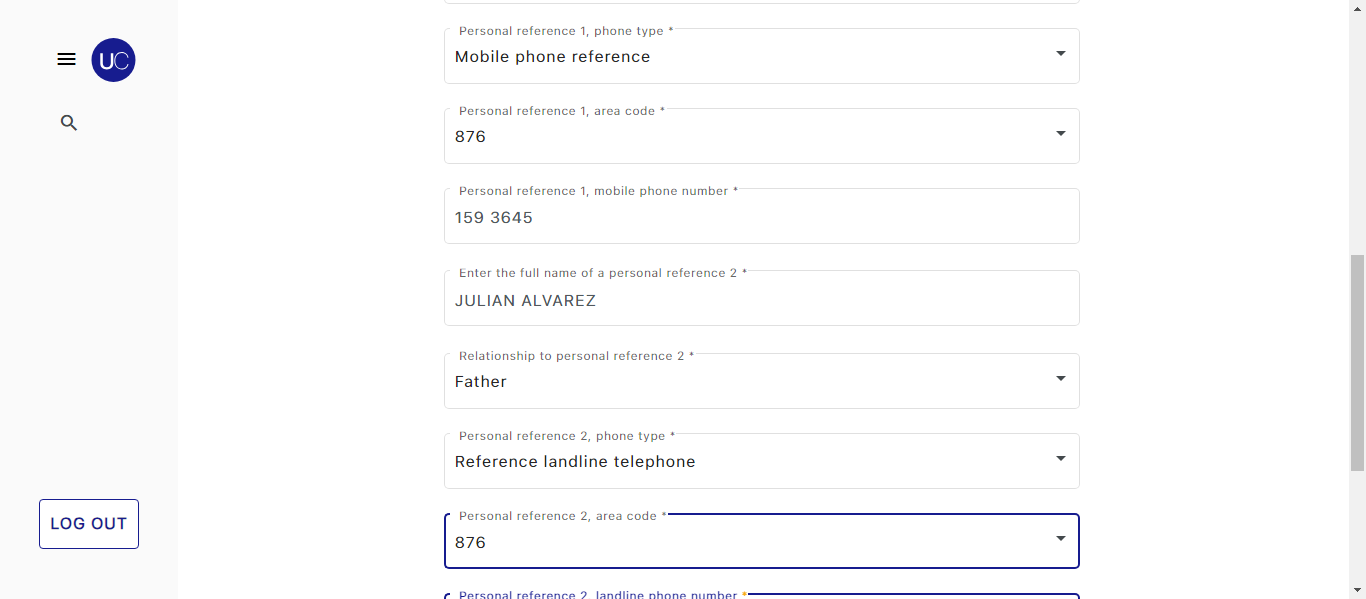 UC
Personal reference 1, phone type *
Mobile phone reference
Personal reference 1, area code *
876
Personal reference 1, mobile phone number *
159 3645
Enter the full name of a personal reference 2 *
JULIAN ALVAREZ
Relationship to personal reference 2 *
Father
Personal reference 2, phone type *
Reference landline telephone
Personal reference 2, area code *
876
Personal reference 2, landline phone number *
LOG OUT